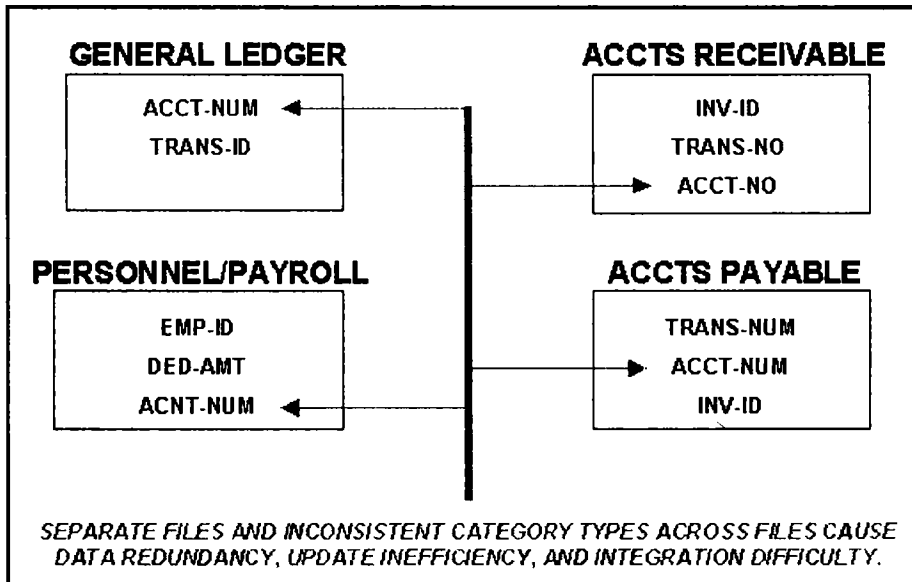 GENERAL LEDGER
ACCT-NUM
TRANS-ID
ACCTS RECEIVABLE
INV-ID
TRANS-NO
ACCT-NO
PERSONNEL/PAYROLL
EMP-ID
DED-AMT
ACNT-NUM
ACCTS PAYABLE
TRANS-NUM
ACCT-NUM
INV-ID
SEPARATE FILES AND INCONSISTENT CATEGORY TYPES ACROSS FILES CAUSE
DATA REDUNDANCY, UPDATE INEFFICIENCY, AND INTEGRATION DIFFICULTY.